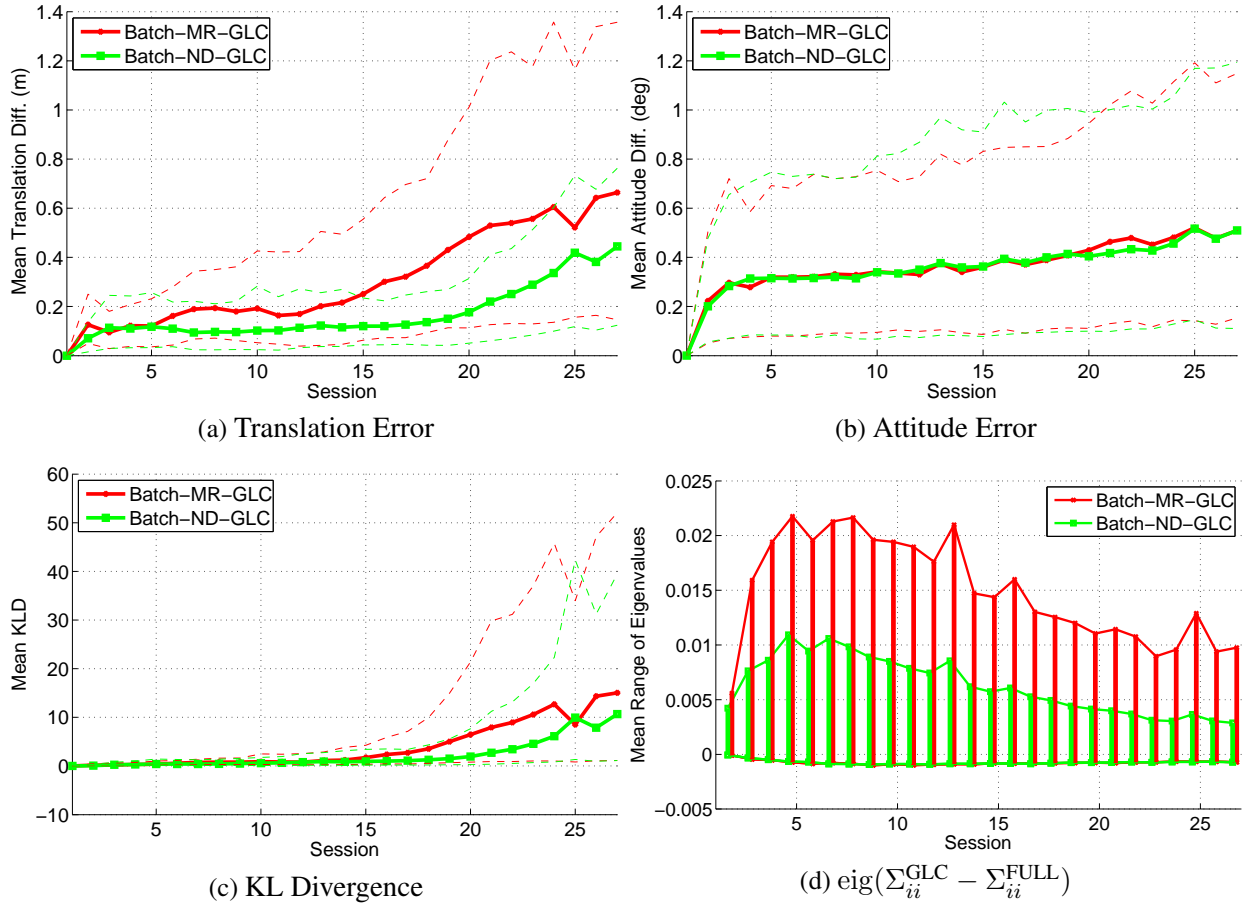 1.4
1.2
1
0.8
0.6
0.4
0.2
0
Mean Translation Diff. (m)
Batch−MR−GLC
Batch−ND−GLC
5
10
15
20
25
Session
(a) Translation Error
1.4
1.2
1
0.8
0.6
0.4
0.2
0
Mean Attitude Diff. (deg)
Batch−MR−GLC
Batch−ND−GLC
5
10
15
20
25
Session
(b) Attitude Error
60
50
40
30
20
10
0
−10
Mean KLD
Batch−MR−GLC
Batch−ND−GLC
5
10
15
20
25
Session
(c) KL Divergence
0.025
0.02
0.015
0.01
0.005
0
−0.005
Mean Range of Eigenvalues
Batch−MR−GLC
Batch−ND−GLC
5
10
15
20
25
Session
(d) eig(Σ_{ii}^{GLC} − Σ_{ii}^{FULL})